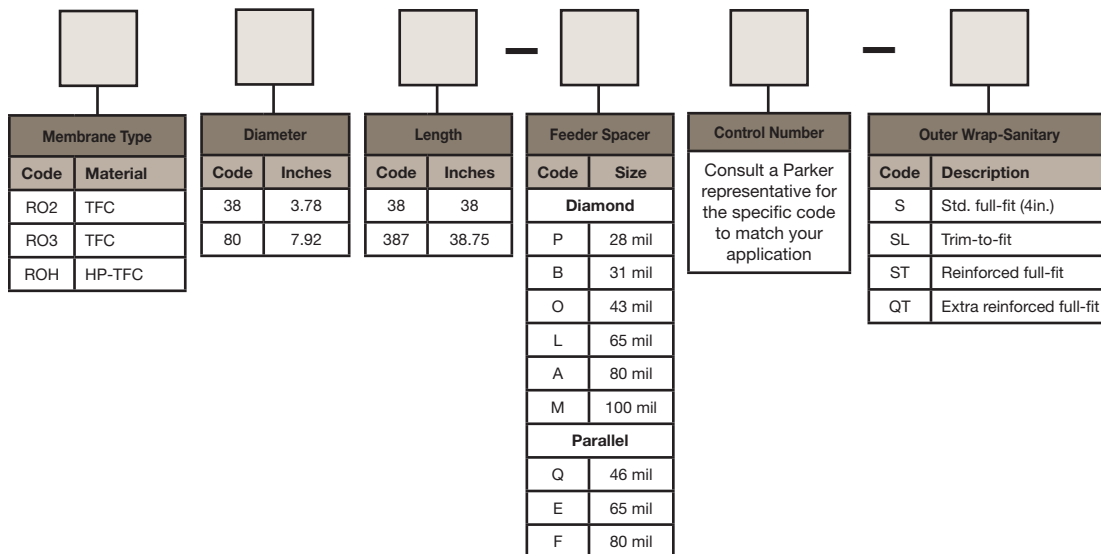 Membrane Type
Code Material
RO2 TFC
RO3 TFC
ROH HP-TFC
Diameter
Code Inches
38 3.78
80 7.92
Length
Code Inches
38 38
387 38.75
Feeder Spacer
Code Size
Diamond
P 28 mil
B 31 mil
O 43 mil
L 65 mil
A 80 mil
M 100 mil
Parallel
Q 46 mil
E 65 mil
F 80 mil
Control Number
Consult a Parker
representative for
the specific code
to match your
application
Outer Wrap-Sanitary
Code Description
S Std. full-fit (4in.)
SL Trim-to-fit
ST Reinforced full-fit
QT Extra reinforced full-fit